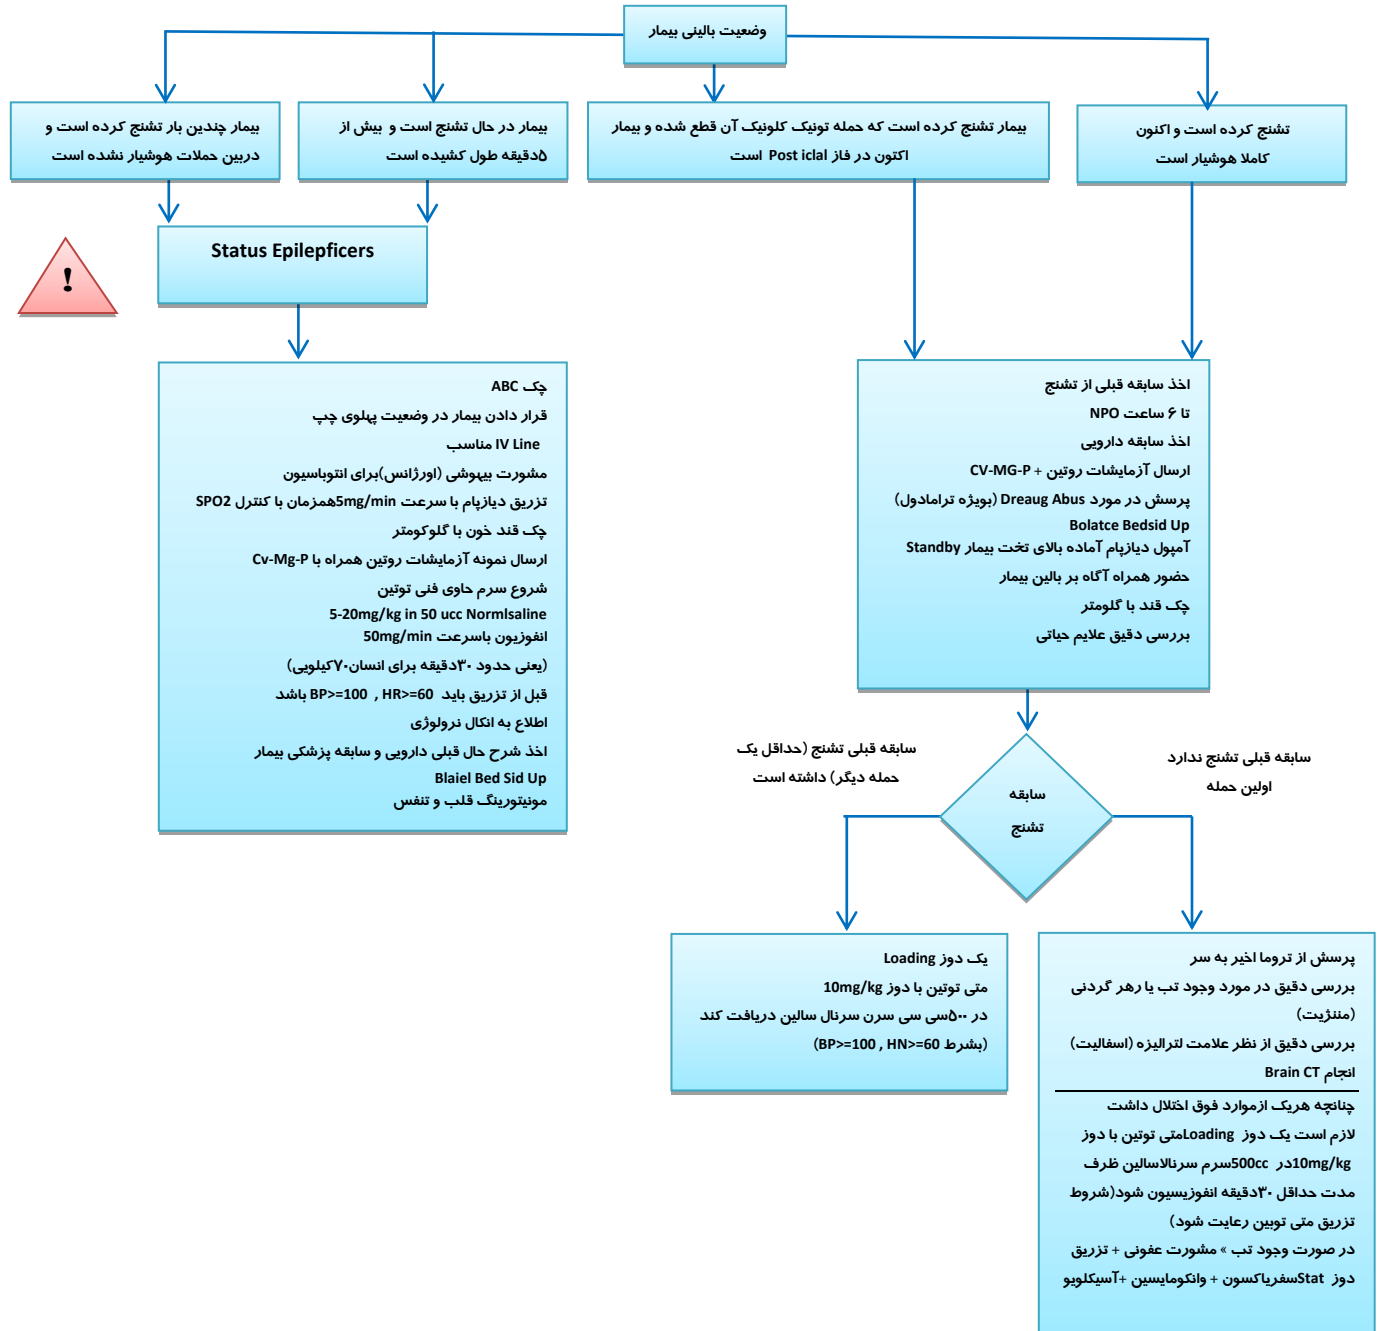 وضعیت بالینی بیمار
تشنج کرده است و اکنون
کاملا هوشیار است
بیمار تشنج کرده است که حمله تونیک کلونیک آن قطع شده و بیمار
اکتون در فاز Post iclal است
بیمار در حال تشنج است و بیش از
۵دقیقه طول کشیده است
بیمار چندین بار تشنج کرده است و
دربین حملات هوشیار نشده است
Status Epilepficers
!
اخذ سابقه قبلی از تشنج
تا ۶ ساعت NPO
اخذ سابقه دارویی
ارسال آزمایشات روتین + CV-MG-P
پرسش در مورد Dreaug Abus (بویژه ترامادول)
Bolatce Bedsid Up
آمپول دیازپام آماده بالای تخت بیمار Standby
حضور همراه آگاه بر بالین بیمار
چک قند با گلومتر
بررسی دقیق علایم حیاتی
چک ABC
قرار دادن بیمار در وضعیت پهلوی چپ
IV Line مناسب
مشورت بیهوشی (اورژانس)برای انتوباسیون
تزریق دیازپام با سرعت 5mg/minهمزمان با کنترل SPO2
چک قند خون با گلوکومتر
ارسال نمونه آزمایشات روتین همراه با Cv-Mg-P
شروع سرم حاوی فنی توتین
5-20mg/kg in 50 ucc Normlsaline
انفوزیون باسرعت 50mg/min
(یعنی حدود ۳۰دقیقه برای انسان۷۰کیلویی)
قبل از تزریق باید BP>=100 , HR>=60 باشد
اطلاع به انکال نرولوژی
اخذ شرح حال قبلی دارویی و سابقه پزشکی بیمار
Blaiel Bed Sid Up
مونیتورینگ قلب و تنفس
سابقه
تشنج
سابقه قبلی تشنج ندارد
اولین حمله
سابقه قبلی تشنج (حداقل یک
حمله دیگر) داشته است
پرسش از تروما اخیر به سر
بررسی دقیق در مورد وجود تب یا رهر گردنی
(مننژیت)
بررسی دقیق از نظر علامت لترالیزه (اسفالیت)
انجام Brain CT
چنانچه هریک ازموارد فوق اختلال داشت
لازم است یک دوز Loadingمتی توتین با دوز
10mg/kgدر 500ccسرم سرنالاسالین ظرف
مدت حداقل ۳۰دقیقه انفوزیسیون شود(شروط
تزریق متی توبین رعایت شود)
در صورت وجود تب » مشورت عفونی + تزریق
دوز Statسفریاکسون + وانکومایسین +آسیکلویو
یک دوز Loading
متی توتین با دوز 10mg/kg
در ۵۰۰سی سی سرن سرنال سالین دریافت کند
(بشرط BP>=100 , HN>=60)